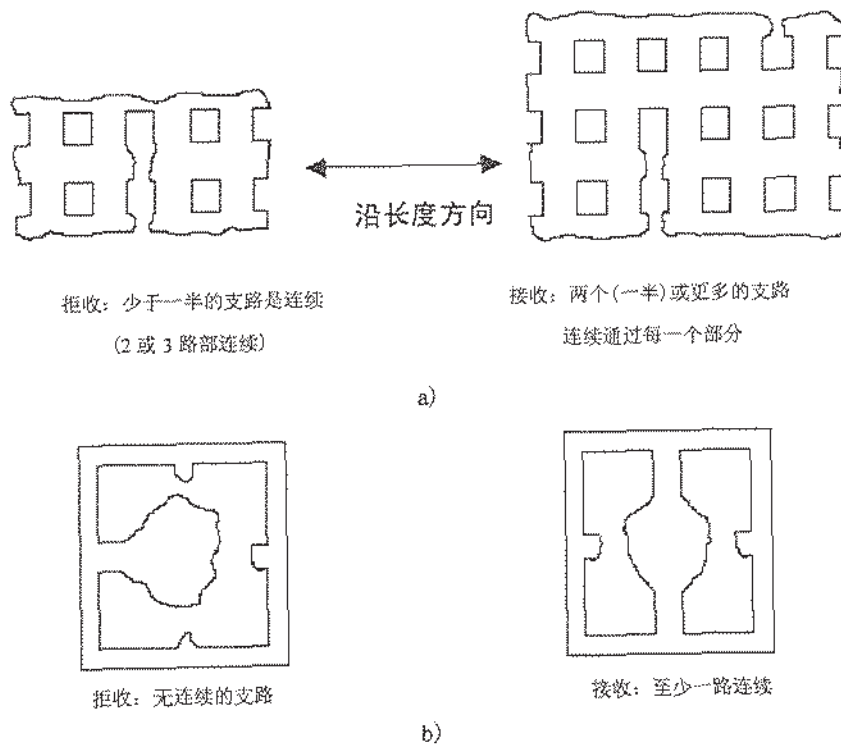 沿长度方向
拒收：少于一半的支路是连续
(2 或 3 路部连续)
接收：两个(一半)或更多的支路
连续通过每一个部分
a)
拒收：无连续的支路
接收：至少一路连续
b)